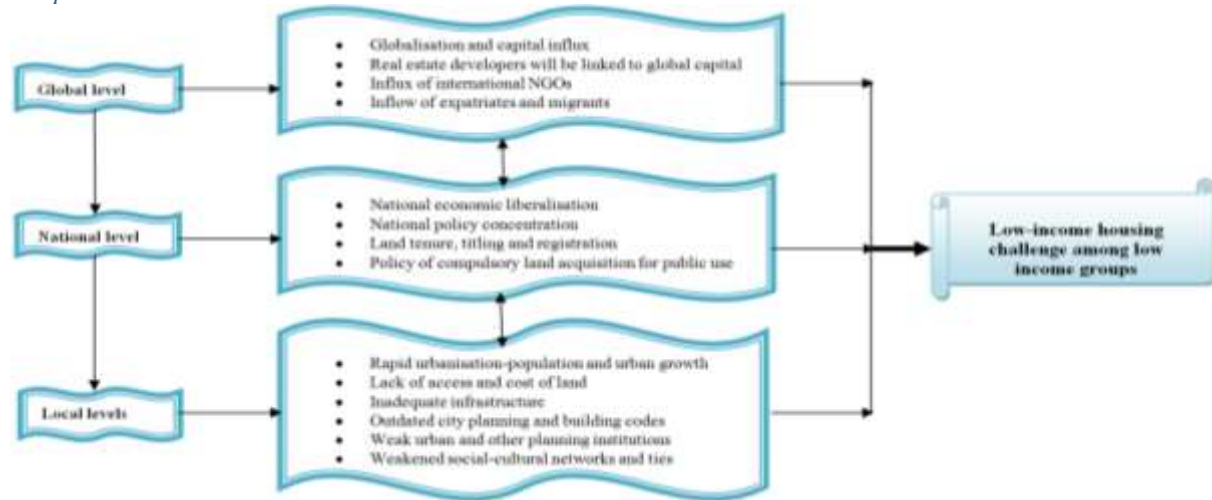 Global level
• Globalisation and capital influx
• Real estate developers will be linked to global capital
• Influx of international NGOs
• Inflow of expatriates and migrants
National level
• National economic liberalisation
• National policy concentration
• Land tenure, titling and registration
• Policy of compulsory land acquisition for public use
Low-income housing
challenge among low
income groups
Local levels
• Rapid urbanisation-population and urban growth
• Lack of access and cost of land
• Inadequate infrastructure
• Outdated city planning and building codes
• Weak urban and other planning institutions
• Weakened social-cultural networks and ties